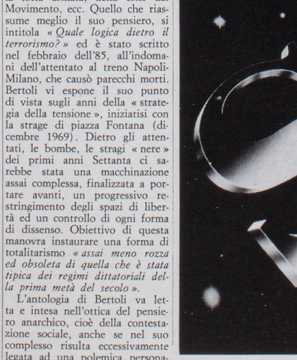 Movimento, ecc. Quello che rias-
sume meglio il suo pensiero, si
intitola «Quale logica dietro il
terrorismo?» ed è stato scritto
nel febbraio dell'85, all'indoma-
ni dell'attentato al treno Napoli-
Milano, che causò parecchi morti.
Bertoli vi espone il suo punto
di vista sugli anni della «strate-
gia della tensione», iniziatisi con
la strage di piazza Fontana (di-
cembre 1969). Dietro gli atten-
tati, le bombe, le stragi «nere»
dei primi anni Settanta ci sa-
rebbe stata una macchinazione
assai complessa, finalizzata a por-
tare avanti, un progressivo re-
stringimento degli spazi di liber-
tà ed un controllo di ogni forma
di dissenso. Obiettivo di questa
manovra instaurare una forma di
totalitarismo «assai meno rozza
ed obsoleta di quella che è stata
tipica dei regimi dittatoriali del-
la prima metà del secolo».
L'antologia di Bertoli va let-
ta e intesa nell'ottica del pensie-
ro anarchico, cioè della contesta-
zione sociale, anche se nel suo
complesso risulta eccessivamente
legata ad una polemica persona-